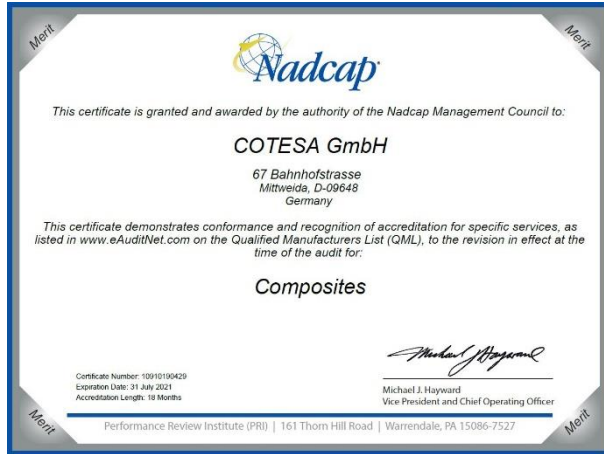 Merit
Merit
Nadcap
This certificate is granted and awarded by the authority of the Nadcap Management Council to:
COTESA GmbH
67 Bahnhofstrasse
Mittweida, D-09648
Germany
This certificate demonstrates conformance and recognition of accreditation for specific services, as
listed in www.eAuditNet.com on the Qualified Manufacturers List (QML), to the revision in effect at the
time of the audit for:
Composites
Certificate Number: 10910190429
Expiration Date: 31 July 2021
Accreditation Length: 18 Months
Michael J. Hayward
Vice President and Chief Operating Officer
Performance Review Institute (PRI) | 161 Thorn Hill Road | Warrendale, PA 15086-7527
Merit
Merit